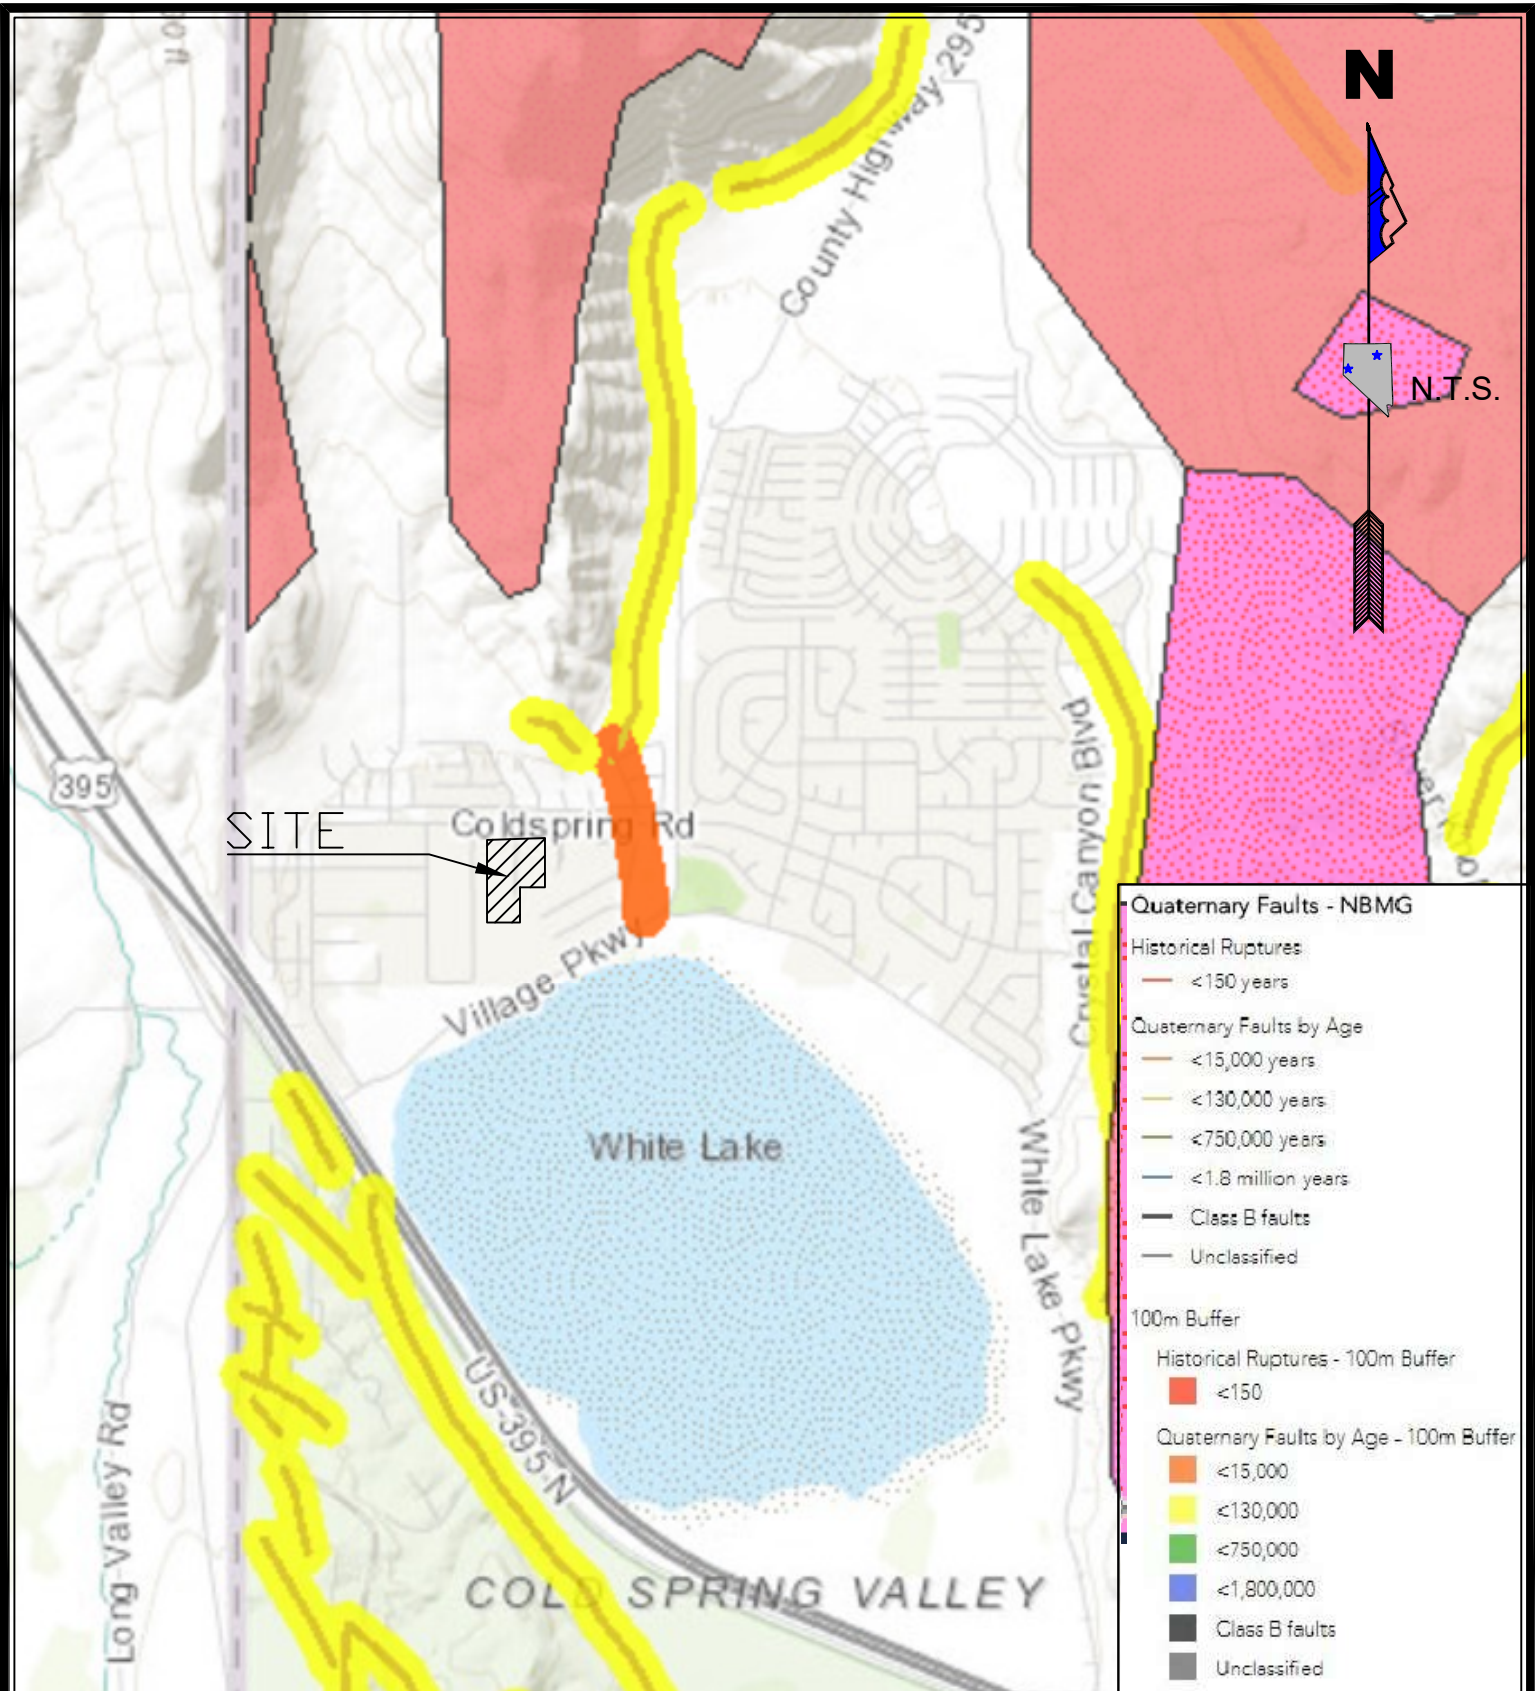 N
N.T.S.
County Highway 295
395
SITE
Coldspring Rd
Village Pkwy
Crystal Canyon Blvd
White Lake
White Lake Pkwy
US-395 N
Long Valley Rd
COLD SPRING VALLEY
Quaternary Faults - NBMG
Historical Ruptures
<150 years
Quaternary Faults by Age
<15,000 years
<130,000 years
<750,000 years
<1.8 million years
Class B faults
Unclassified
100m Buffer
Historical Ruptures - 100m Buffer
<150
Quaternary Faults by Age - 100m Buffer
<15,000
<130,000
<750,000
<1,800,000
Class B faults
Unclassified